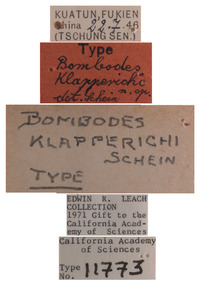 KUATUN, FUKIEN
China 22.7.46
(TSCHUNG SEN.)
Type
Bombodes
Klapperichi
n. sp.
det. Schein
BOMBODES
KLAPPERICHI
SCHEIN
TYPE
EDWIN R. LEACH
COLLECTION
1971 Gift to the
California Acad-
emy of Sciences
California Academy
of Sciences
Type
No. 11773